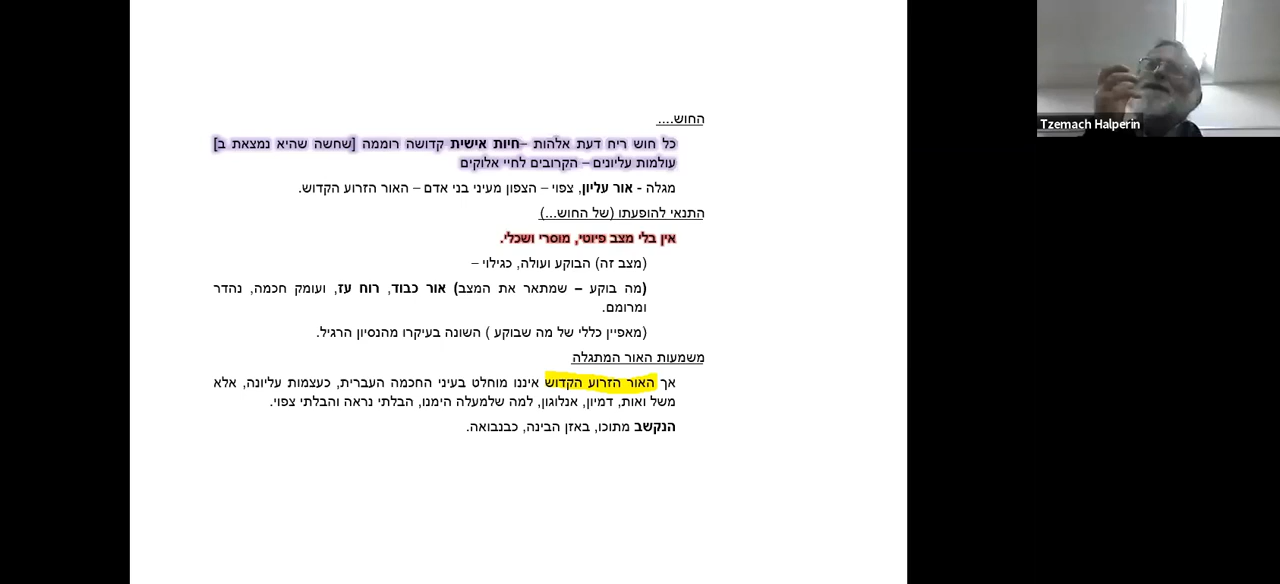 החוש....
כל חוש ריח דעת אלהות –חיות אישית קדושה רוממה [שחשה שהיא נמצאת ב]
עולמות עליונים – הקרובים לחיי אלוקים
מגלה - אור עליון, צפוי – הצפון מעיני בני אדם – האור הזרוע הקדוש.
התנאי להופעתו (של החוש...)
אין בלי מצב פיוטי, מוסרי ושכלי.
(מצב זה) הבוקע ועולה, כגילוי –
(מה בוקע – שמתאר את המצב) אור כבוד, רוח עז, ועומק חכמה, נהדר
ומרומם.
(מאפיין כללי של מה שבוקע ) השונה בעיקרו מהנסיון הרגיל.
משמעות האור המתגלה
אך האור הזרוע הקדוש איננו מוחלט בעיני החכמה העברית, כעצמות עליונה, אלא
משל ואות, דמיון, אנלוגון, למה שלמעלה הימנו, הבלתי נראה והבלתי צפוי.
הנקשב מתוכו, באזן הבינה, כבנבואה.
Tzemach Halperin